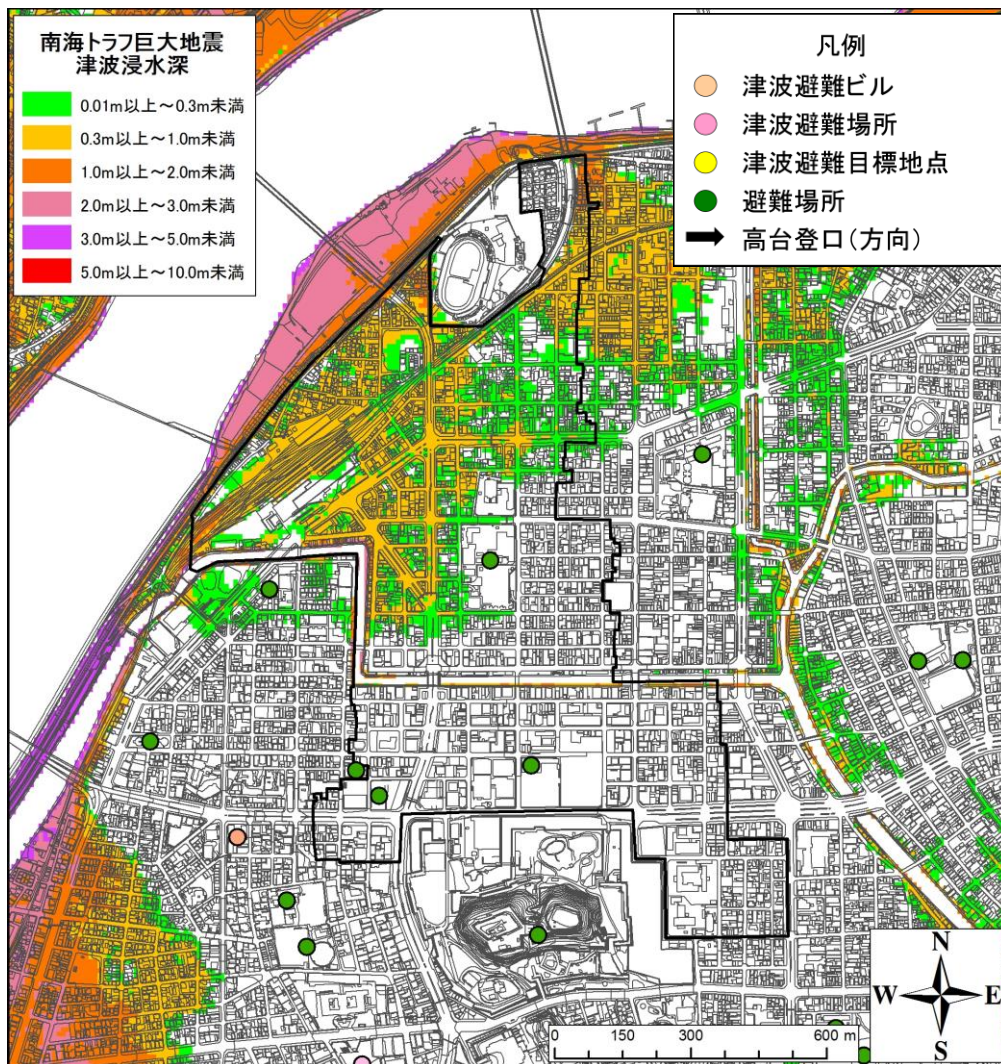 南海トラフ巨大地震
津波浸水深
0.01m以上～0.3m未満
0.3m以上～1.0m未満
1.0m以上～2.0m未満
2.0m以上～3.0m未満
3.0m以上～5.0m未満
5.0m以上～10.0m未満
凡例
津波避難ビル
津波避難場所
津波避難目標地点
避難場所
高台登口(方向)
N
W E
S
0 150 300 600 m